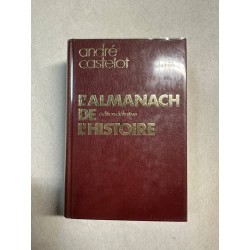 andré
castelot
L'ALMANACH
DE édition définitive
L'HISTOIRE